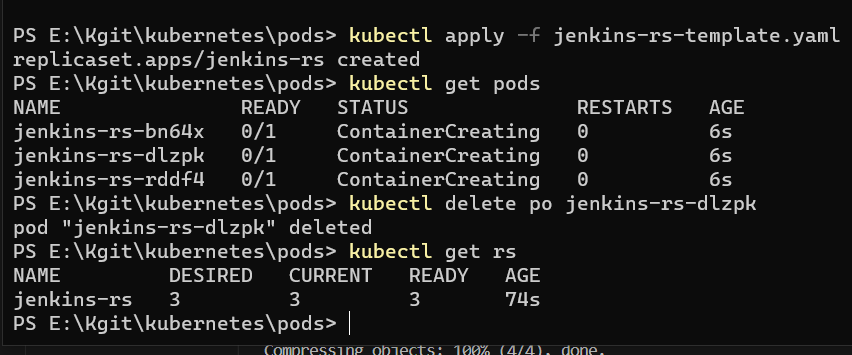 PS E:\Kgit\kubernetes\pods> kubectl apply -f jenkins-rs-template.yaml
replicaset.apps/jenkins-rs created
PS E:\Kgit\kubernetes\pods> kubectl get pods
NAME               READY   STATUS              RESTARTS   AGE
jenkins-rs-bn64x   0/1     ContainerCreating   0          6s
jenkins-rs-dlzpk   0/1     ContainerCreating   0          6s
jenkins-rs-rddf4   0/1     ContainerCreating   0          6s
PS E:\Kgit\kubernetes\pods> kubectl delete po jenkins-rs-dlzpk
pod "jenkins-rs-dlzpk" deleted
PS E:\Kgit\kubernetes\pods> kubectl get rs
NAME         DESIRED   CURRENT   READY   AGE
jenkins-rs   3         3         3       74s
PS E:\Kgit\kubernetes\pods>
Compressing objects: 100% (4/4), done.